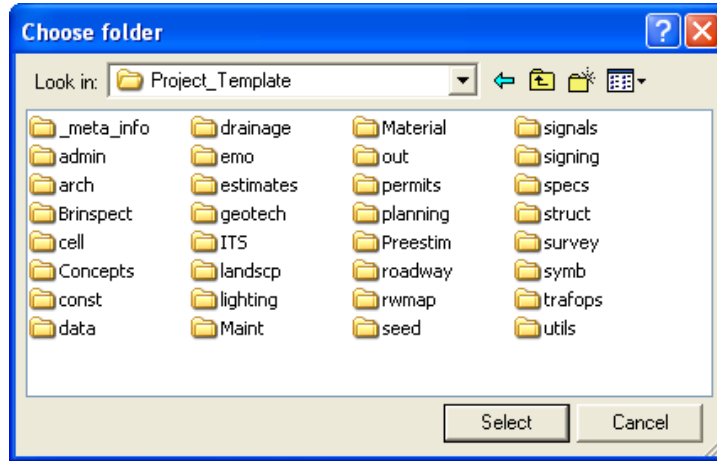 Choose folder
Look in: Project_Template
_meta_info drainage Material signals
admin emo out signing
arch estimates permits specs
Brinspect geotech planning struct
cell ITS Preestim survey
Concepts landscp roadway symb
const lighting rwmap trafops
data Maint seed utils
Select Cancel